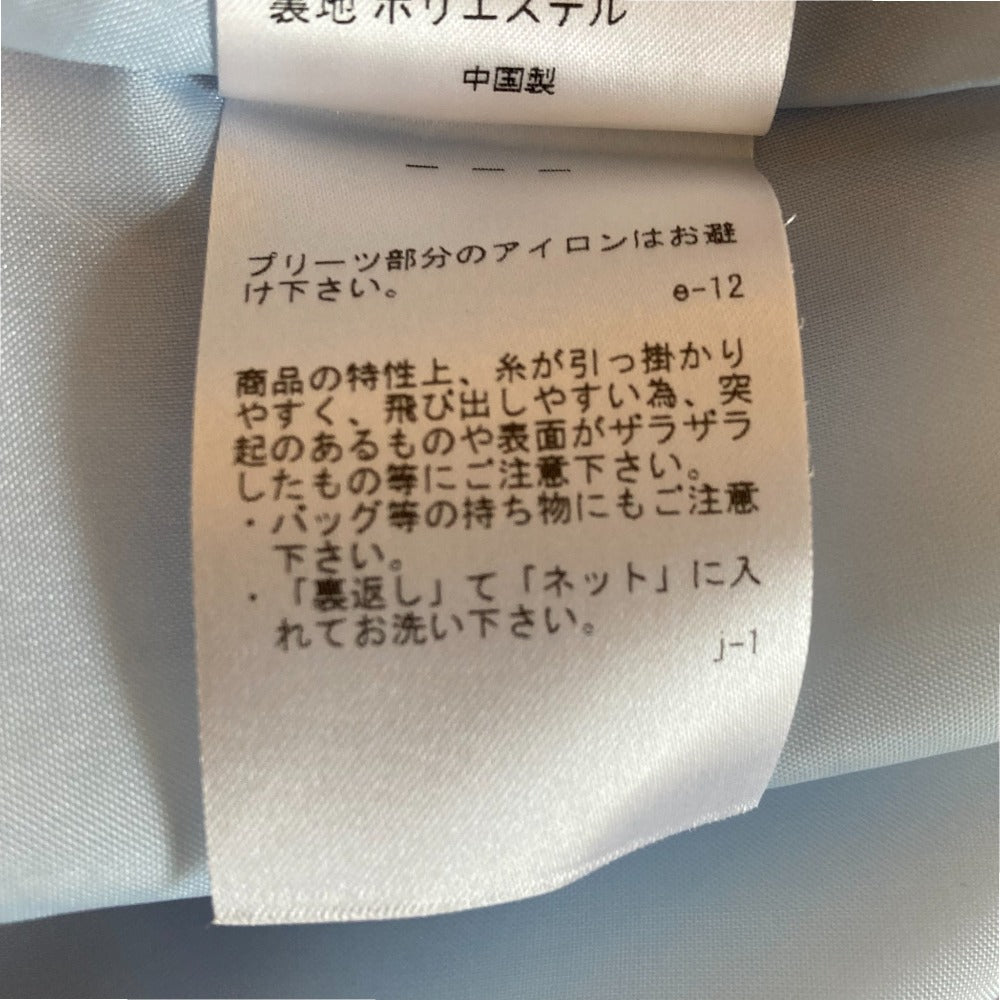 裏地 ポリエステル
中国製
プリーツ部分のアイロンはお避
け下さい。
e-12
商品の特性上、糸が引っ掛かり
やすく、飛び出しやすい為、突
起のあるものや表面がザラザラ
したもの等にご注意下さい。
・バッグ等の持ち物にもご注意
下さい。
・「裏返し」て「ネット」に入
れてお洗い下さい。
j-1